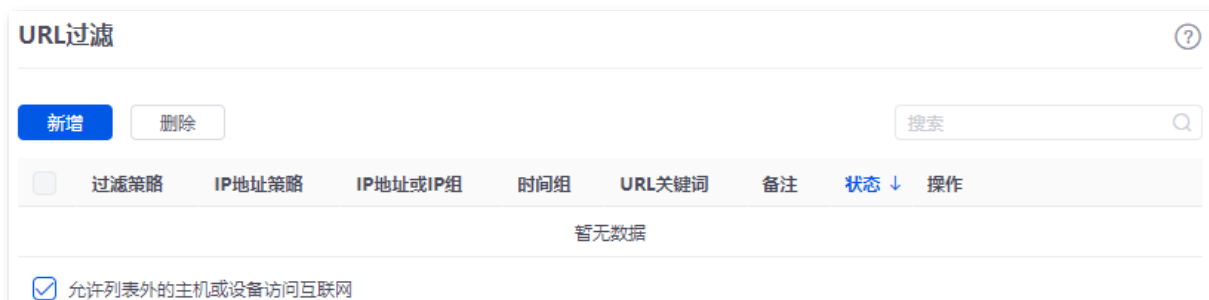 URL过滤
新增 删除 搜索
过滤策略 IP地址策略 IP地址或IP组 时间组 URL关键词 备注 状态↓ 操作
暂无数据
允许列表外的主机或设备访问互联网